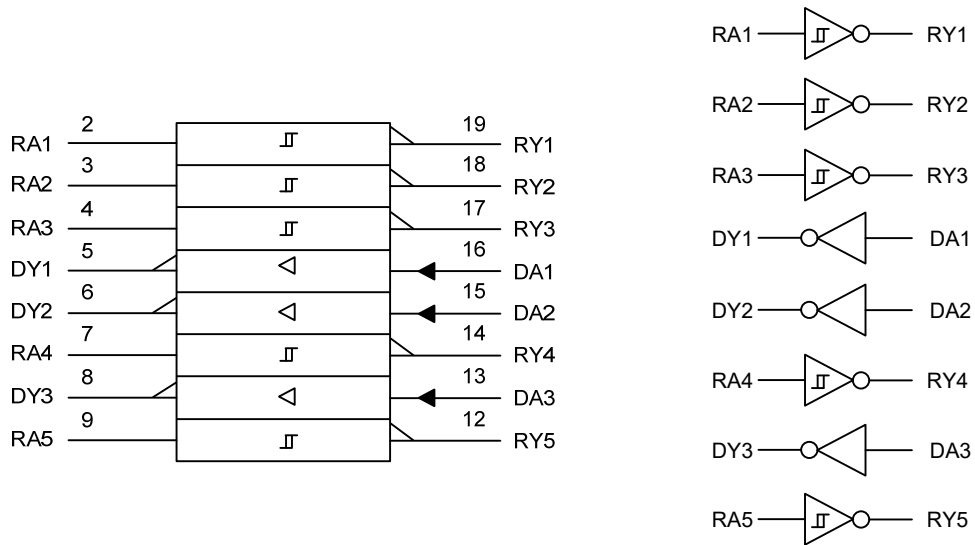 RA1 2 19 RY1
RA2 3 18 RY2
RA3 4 17 RY3
DY1 5 16 DA1
DY2 6 15 DA2
RA4 7 14 RY4
DY3 8 13 DA3
RA5 9 12 RY5
RA1 RY1
RA2 RY2
RA3 RY3
DY1 DA1
DY2 DA2
RA4 RY4
DY3 DA3
RA5 RY5